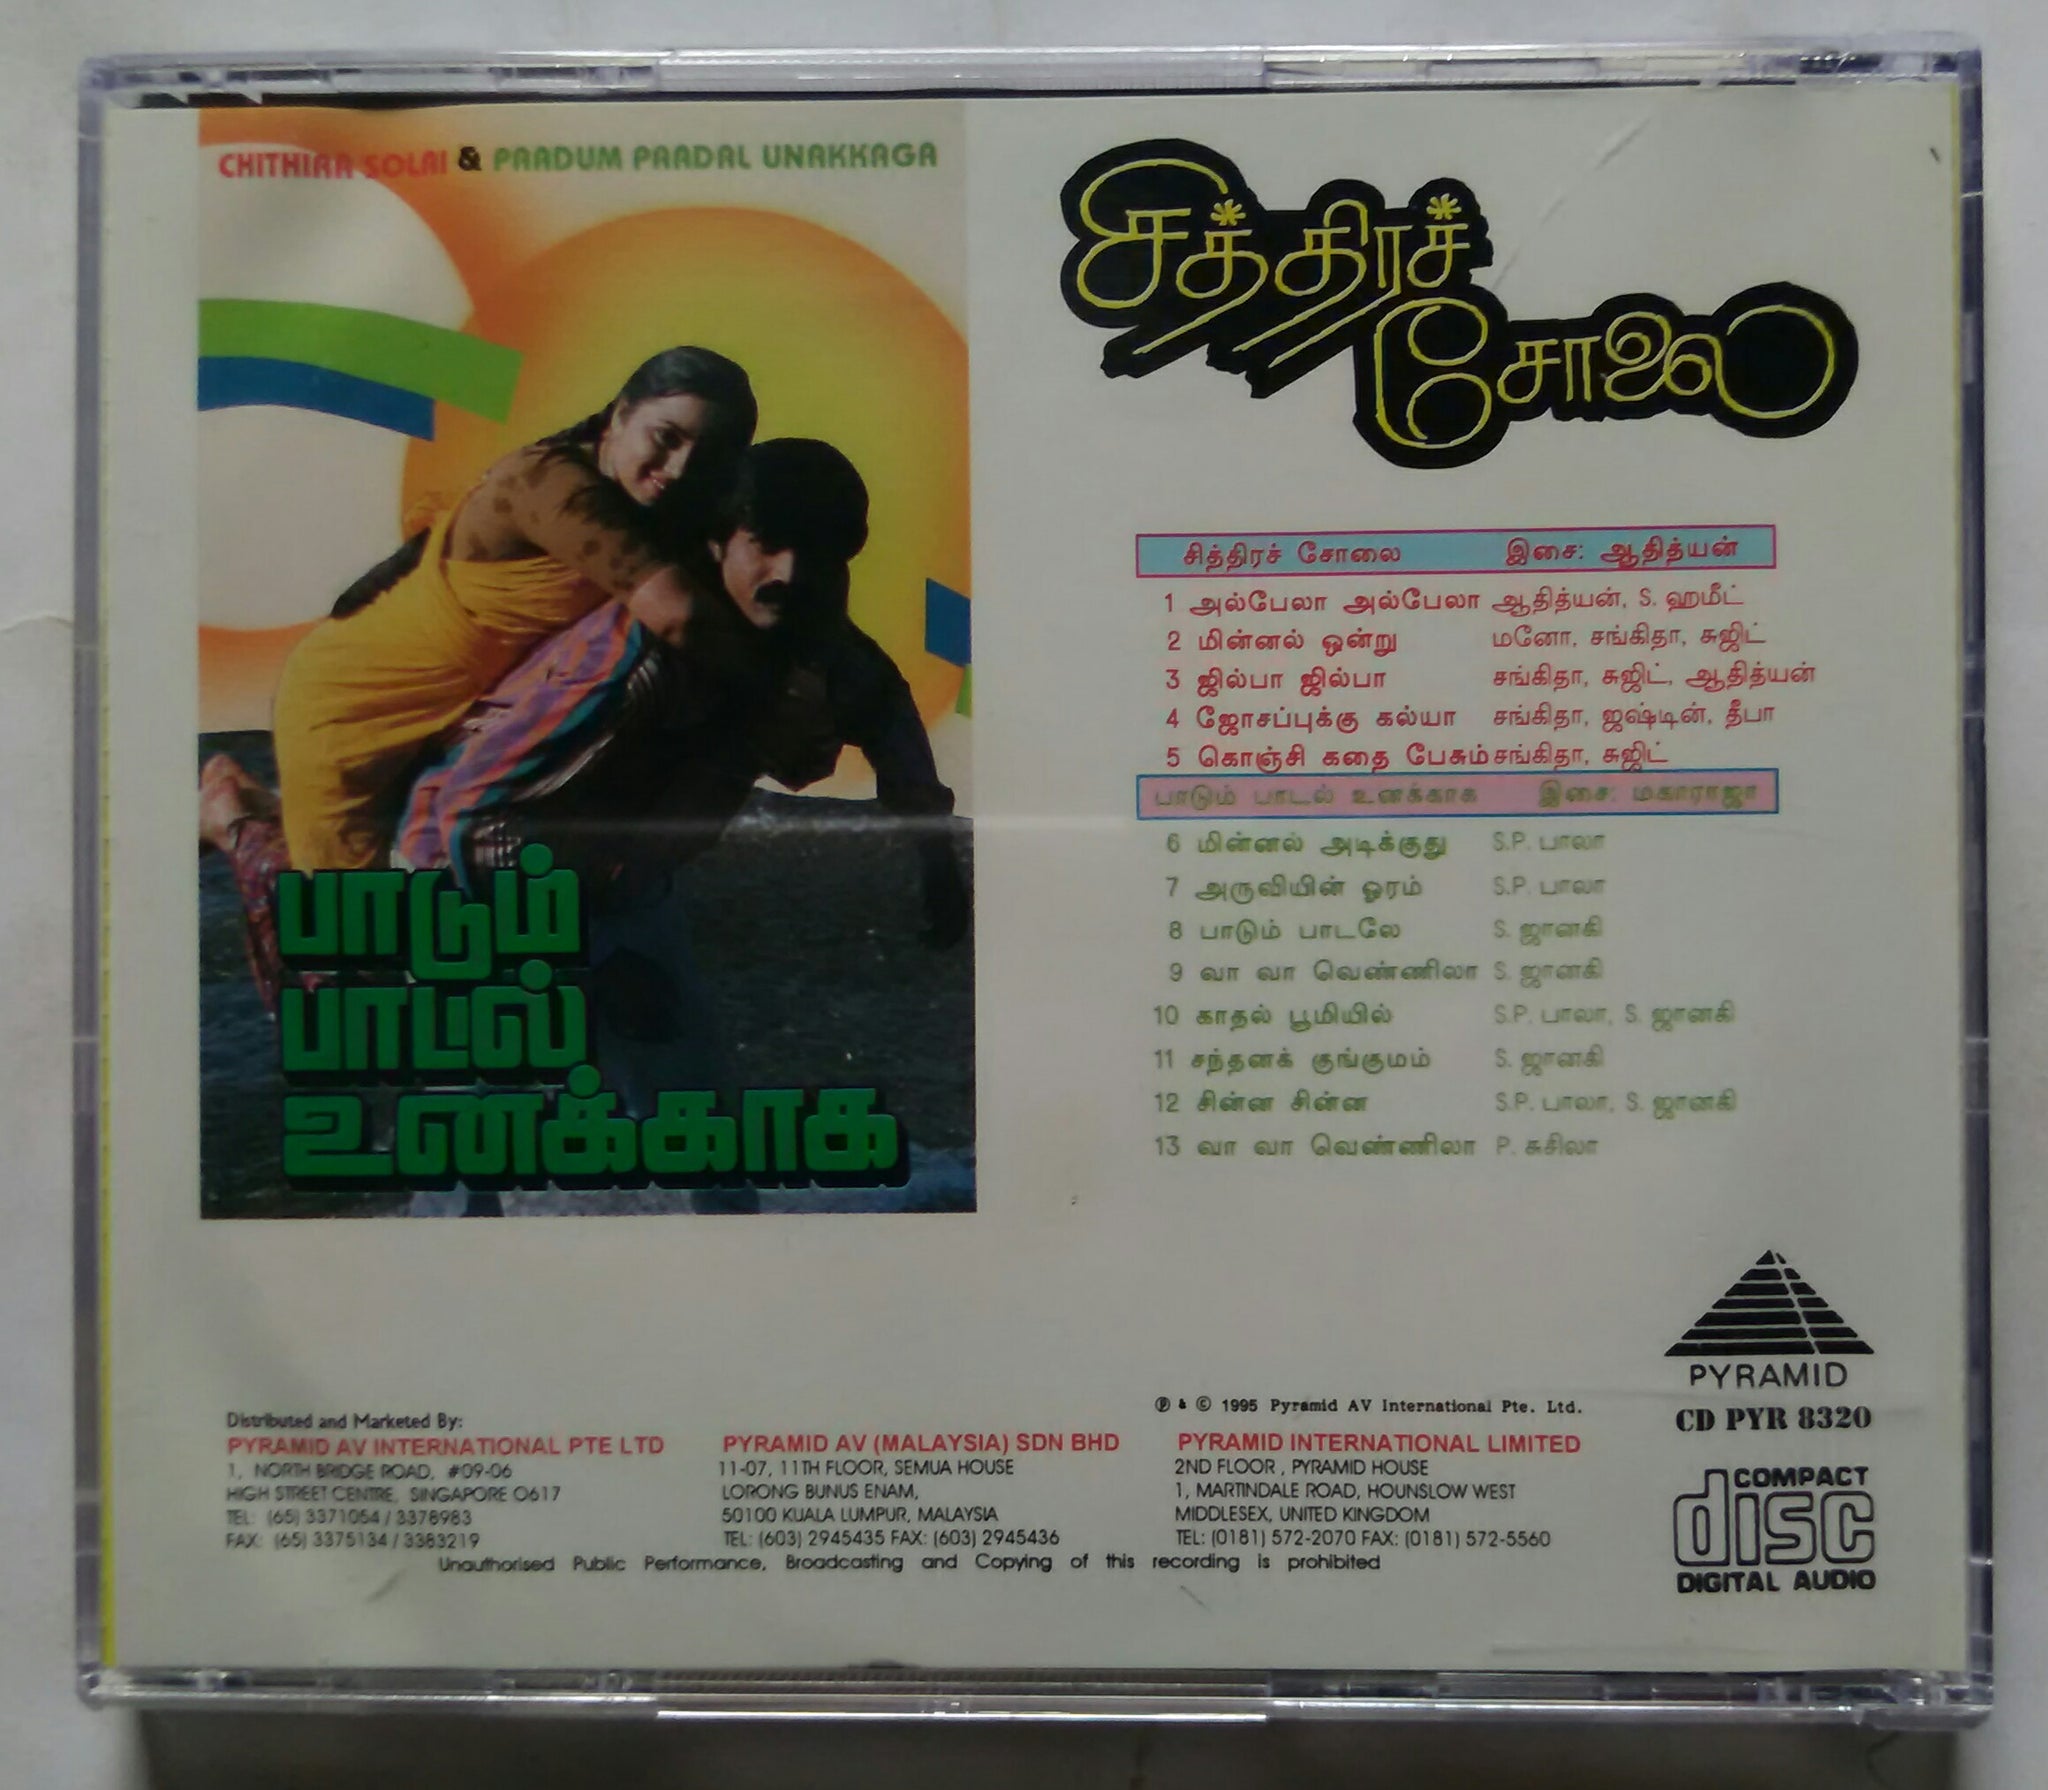 CHITHIRA SOLAI & PAADUM PAADAL UNAKKAGA
பாடும்
பாடல்
உனக்காக
சித்திரச்
சோலை
சித்திரச் சோலை இசை: ஆதித்யன்
1 அல்பேலா அல்பேலா ஆதித்யன், S. ஹமீட்
2 மின்னல் ஒன்று மனோ, சங்கிதா, சுஜிட்
3 ஜில்பா ஜில்பா சங்கிதா, சுஜிட், ஆதித்யன்
4 ஜோசப்புக்கு கல்யா சங்கிதா, ஜஷ்டின், தீபா
5 கொஞ்சி கதை பேசும் சங்கிதா, சுஜிட்
பாடும் பாடல் உனக்காக இசை: மகாராஜா
6 மின்னல் அடிக்குது S.P. பாலா
7 அருவியின் ஓரம் S.P. பாலா
8 பாடும் பாடலே S. ஜானகி
9 வா வா வெண்ணிலா S. ஜானகி
10 காதல் பூமியில் S.P. பாலா, S. ஜானகி
11 சந்தனக் குங்குமம் S. ஜானகி
12 சின்ன சின்ன S.P. பாலா, S. ஜானகி
13 வா வா வெண்ணிலா P. சுசிலா
PYRAMID
CD PYR 8320
COMPACT
disc
DIGITAL AUDIO
℗ & © 1995 Pyramid AV International Pte. Ltd.
Distributed and Marketed By:
PYRAMID AV INTERNATIONAL PTE LTD
1, NORTH BRIDGE ROAD, #09-06
HIGH STREET CENTRE, SINGAPORE 0617
TEL: (65) 3371054 / 3378983
FAX: (65) 3375134 / 3383219
PYRAMID AV (MALAYSIA) SDN BHD
11-07, 11TH FLOOR, SEMUA HOUSE
LORONG BUNUS ENAM,
50100 KUALA LUMPUR, MALAYSIA
TEL: (603) 2945435 FAX: (603) 2945436
PYRAMID INTERNATIONAL LIMITED
2ND FLOOR , PYRAMID HOUSE
1, MARTINDALE ROAD, HOUNSLOW WEST
MIDDLESEX, UNITED KINGDOM
TEL: (0181) 572-2070 FAX: (0181) 572-5560
Unauthorised Public Performance, Broadcasting and Copying of this recording is prohibited